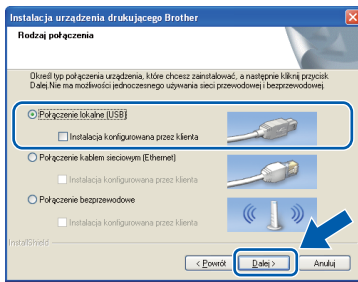 Instalacja urządzenia drukującego Brother
Rodzaj połączenia
Określ typ połączenia urządzenia, które chcesz zainstalować, a następnie kliknij przycisk
Dalej.Nie ma możliwości jednoczesnego używania sieci przewodowej i bezprzewodowej.
Połączenie lokalne (USB)
Instalacja konfigurowana przez klienta
Połączenie kablem sieciowym (Ethernet)
Instalacja konfigurowana przez klienta
Połączenie bezprzewodowe
Instalacja konfigurowana przez klienta
InstallShield
< Powrót Dalej > Anuluj